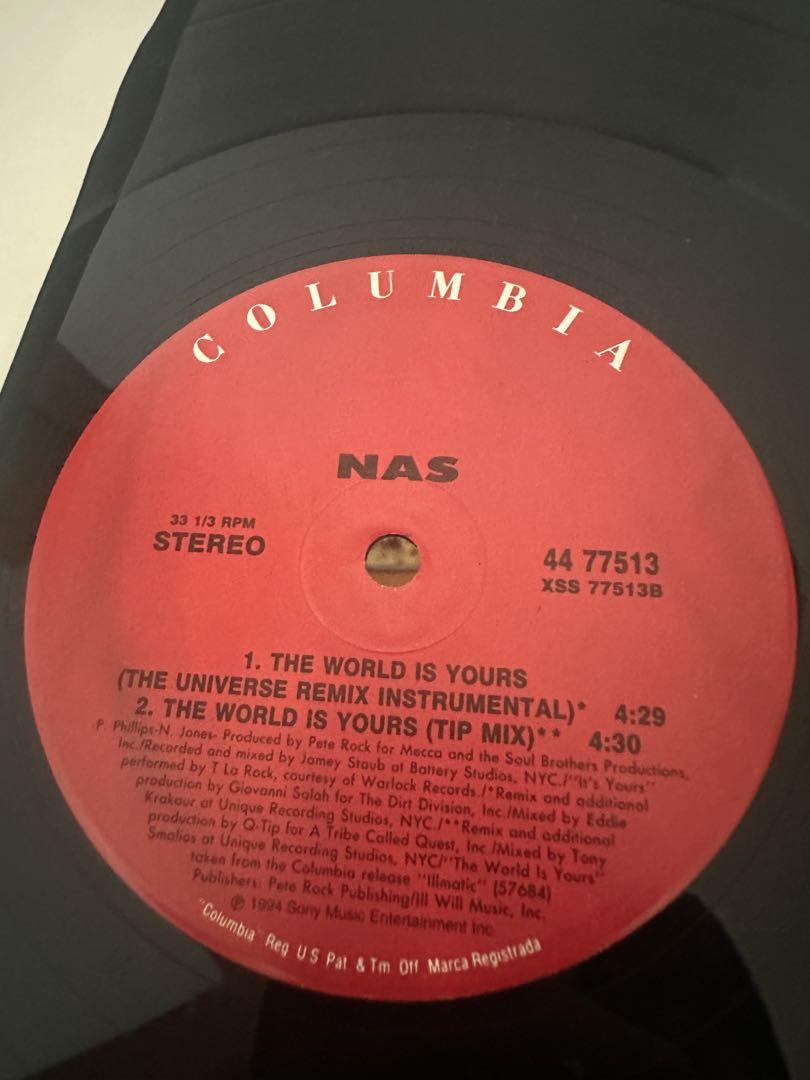 COLUMBIA
NAS
33 1/3 RPM
STEREO
44 77513
XSS 77513B
1. THE WORLD IS YOURS
(THE UNIVERSE REMIX INSTRUMENTAL)* 4:29
2. THE WORLD IS YOURS (TIP MIX)** 4:30
P. Phillips-N. Jones- Produced by Pete Rock for Mecca and the Soul Brothers Productions,
Inc./Recorded and mixed by Jamey Staub at Battery Studios, NYC./"It's Yours"
performed by T La Rock, courtesy of Warlock Records./*Remix and additional
production by Giovanni Salah for The Dirt Division, Inc./Mixed by Eddie
Krakaur at Unique Recording Studios, NYC./**Remix and additional
production by Q-Tip for A Tribe Called Quest, Inc./Mixed by Tony
Smalios at Unique Recording Studios, NYC/"The World Is Yours"
taken from the Columbia release "Illmatic" (57684)
Publishers: Pete Rock Publishing/Ill Will Music, Inc.
℗ 1994 Sony Music Entertainment Inc.
"Columbia" Reg. U.S. Pat. & Tm. Off. Marca Registrada